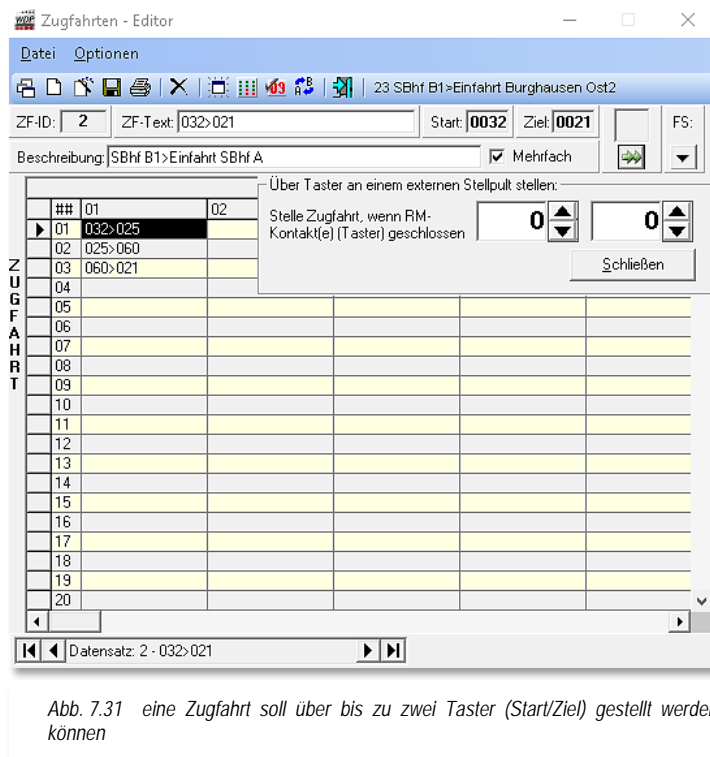 WDP Zugfahrten - Editor
Datei Optionen
23 SBhf B1>Einfahrt Burghausen Ost2
ZF-ID: 2 ZF-Text: 032>021 Start: 0032 Ziel: 0021 FS:
Beschreibung: SBhf B1>Einfahrt SBhf A Mehrfach
Über Taster an einem externen Stellpult stellen:
Stelle Zugfahrt, wenn RM-
Kontakt(e) (Taster) geschlossen
0 0
Schließen
ZUGFAHRT
## 01 02
01 032>025
02 025>060
03 060>021
04
05
06
07
08
09
10
11
12
13
14
15
16
17
18
19
20
Datensatz: 2 - 032>021
Abb. 7.31 eine Zugfahrt soll über bis zu zwei Taster (Start/Ziel) gestellt werde
können